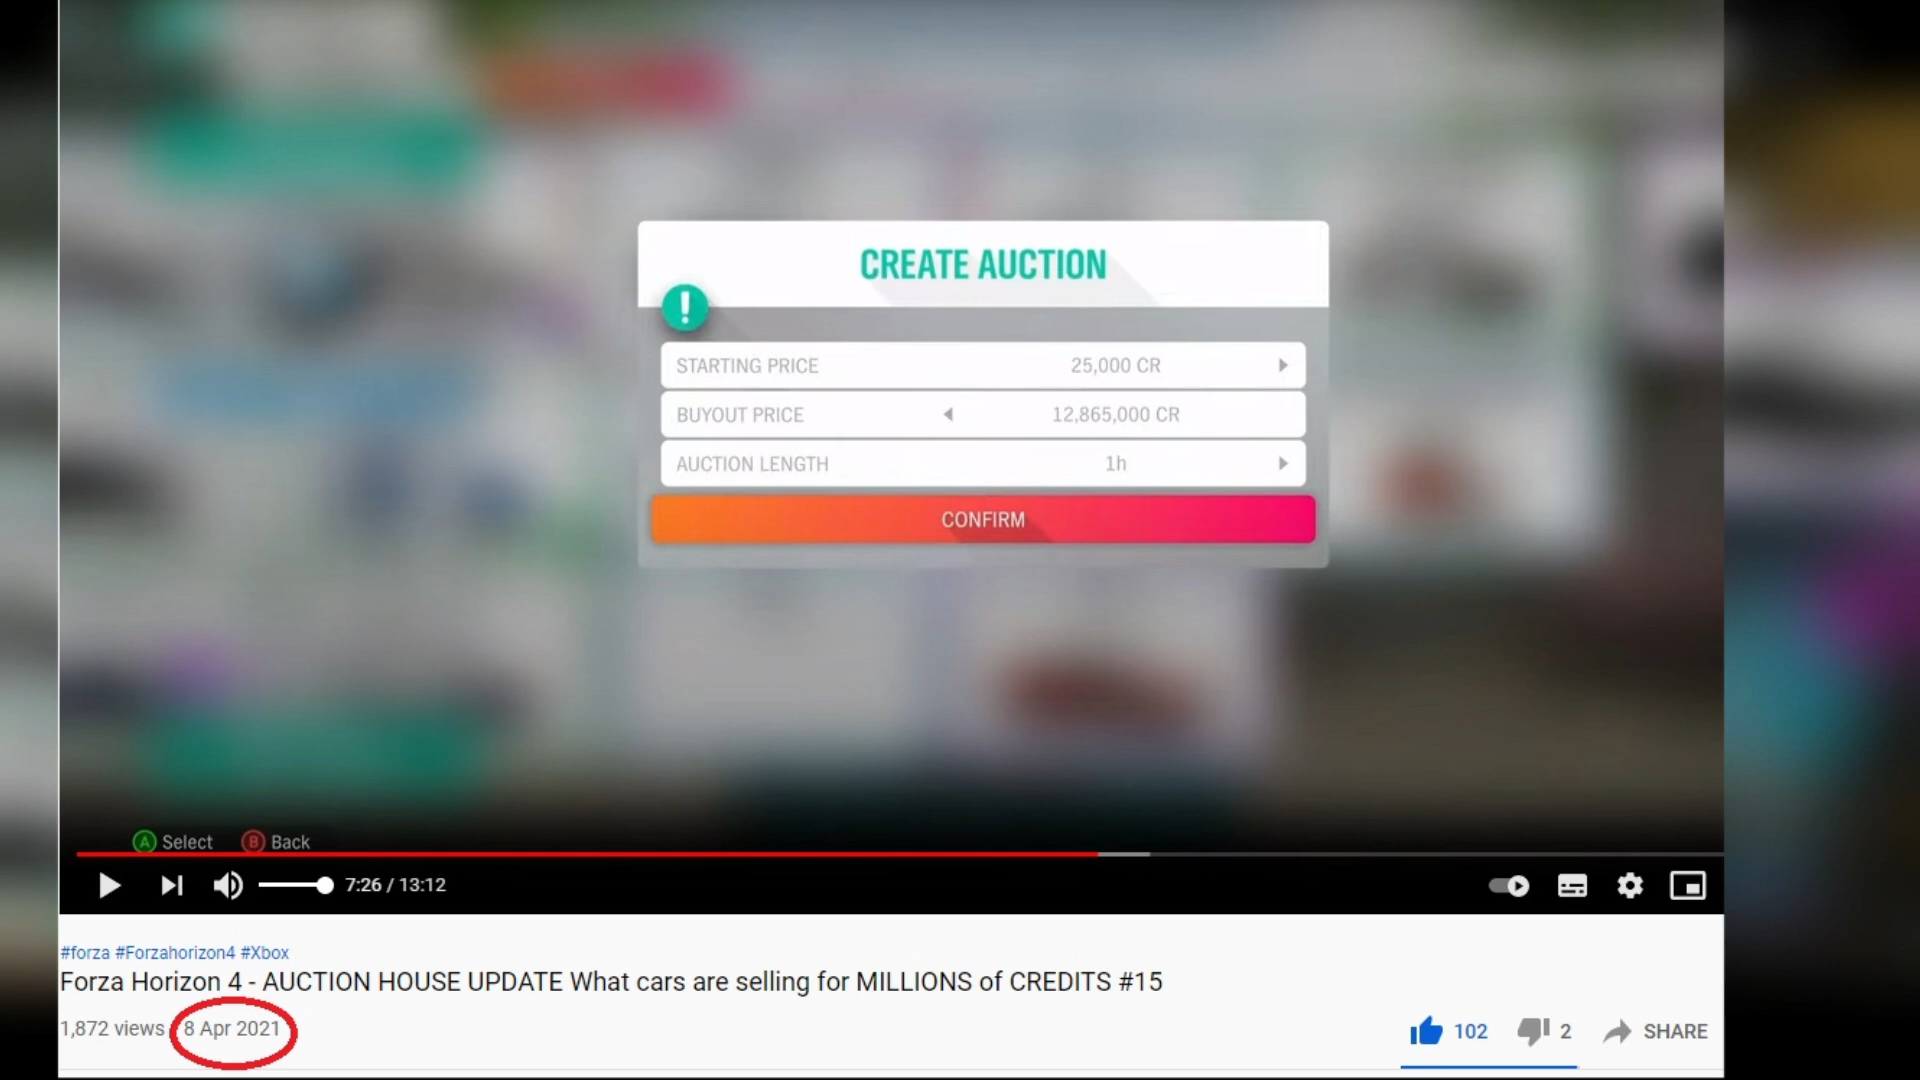 CREATE AUCTION
!
STARTING PRICE 25,000 CR
BUYOUT PRICE 12,865,000 CR
AUCTION LENGTH 1h
CONFIRM
A Select B Back
7:26 / 13:12
#forza #Forzahorizon4 #Xbox
Forza Horizon 4 - AUCTION HOUSE UPDATE What cars are selling for MILLIONS of CREDITS #15
1,872 views 8 Apr 2021
102 2 SHARE